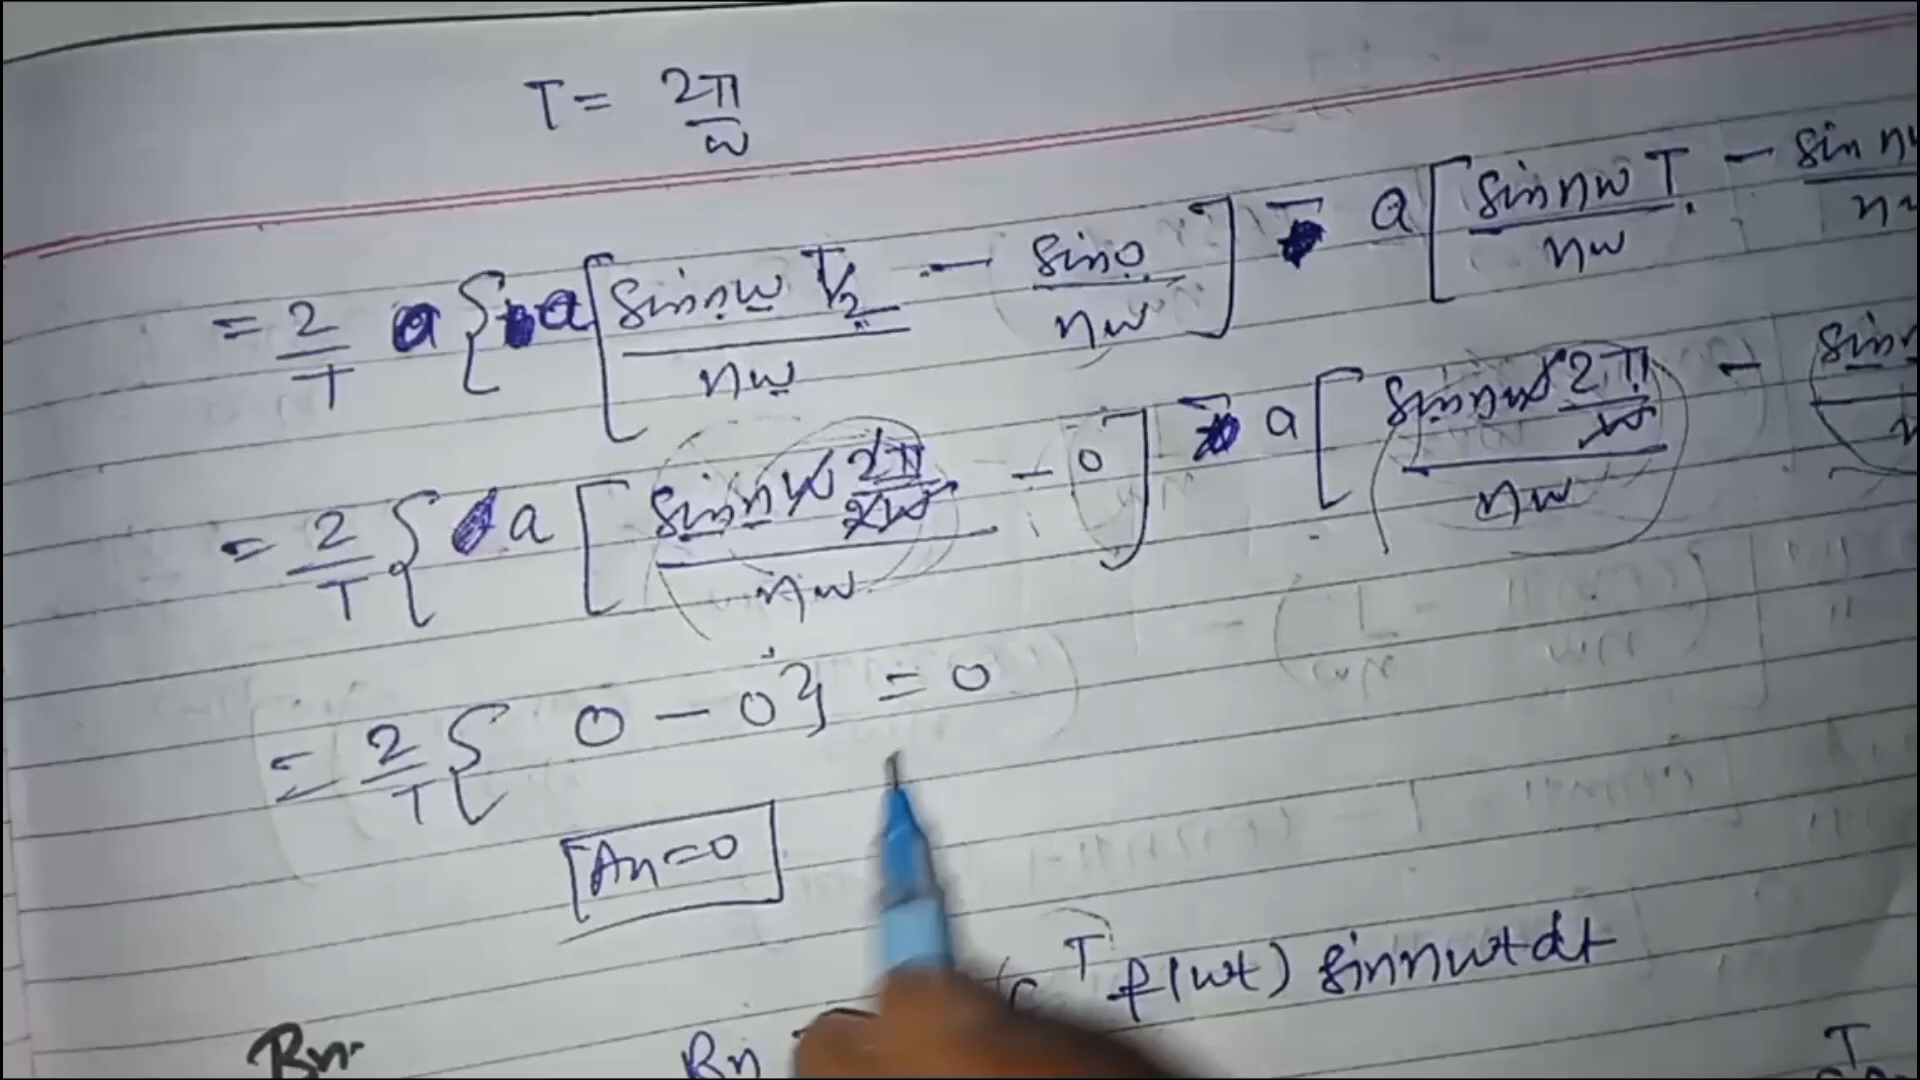 T = 2π/ω
= 2/T { a [ sin nω T/2 / nω − sin 0 / nω ] − a [ sin nω T / nω − sin n
= 2/T { a [ sin nω 2π/2ω / nω − 0 ] − a [ sin nω 2π/ω / nω − sin
= 2/T { 0 − 0 } = 0
An = 0
Bn
Bn T f(ωt) sin nωt dt
T